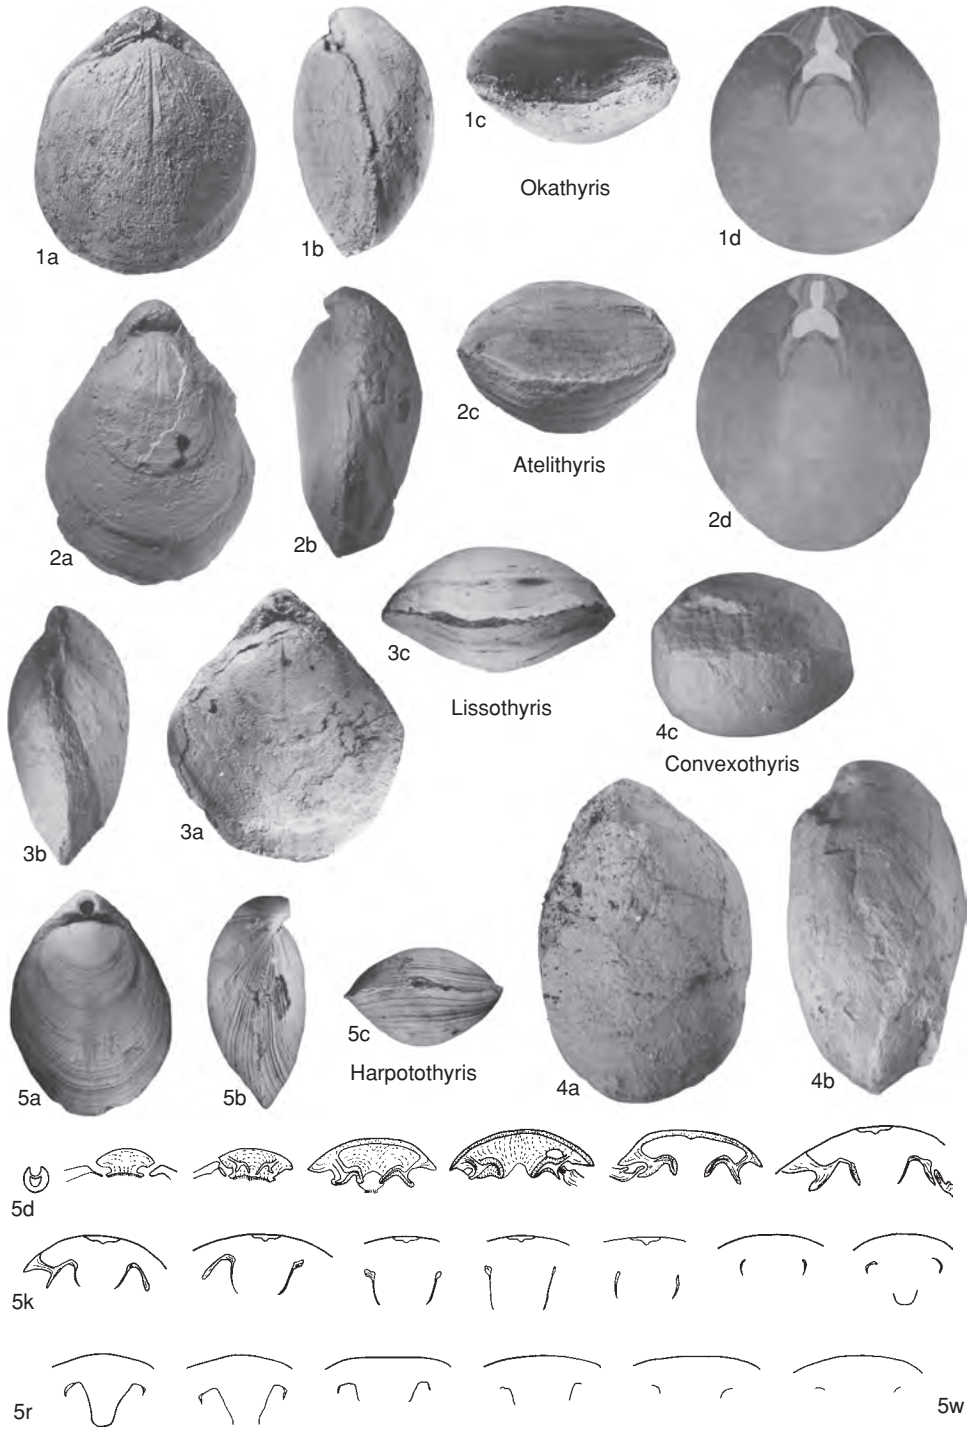 1a
1b
1c
Okathyris
1d
2a
2b
2c
Atelithyris
2d
3b
3a
3c
Lissothyris
4c
Convexothyris
5a
5b
5c
Harpotothyris
4a
4b
5d
5k
5r
5w